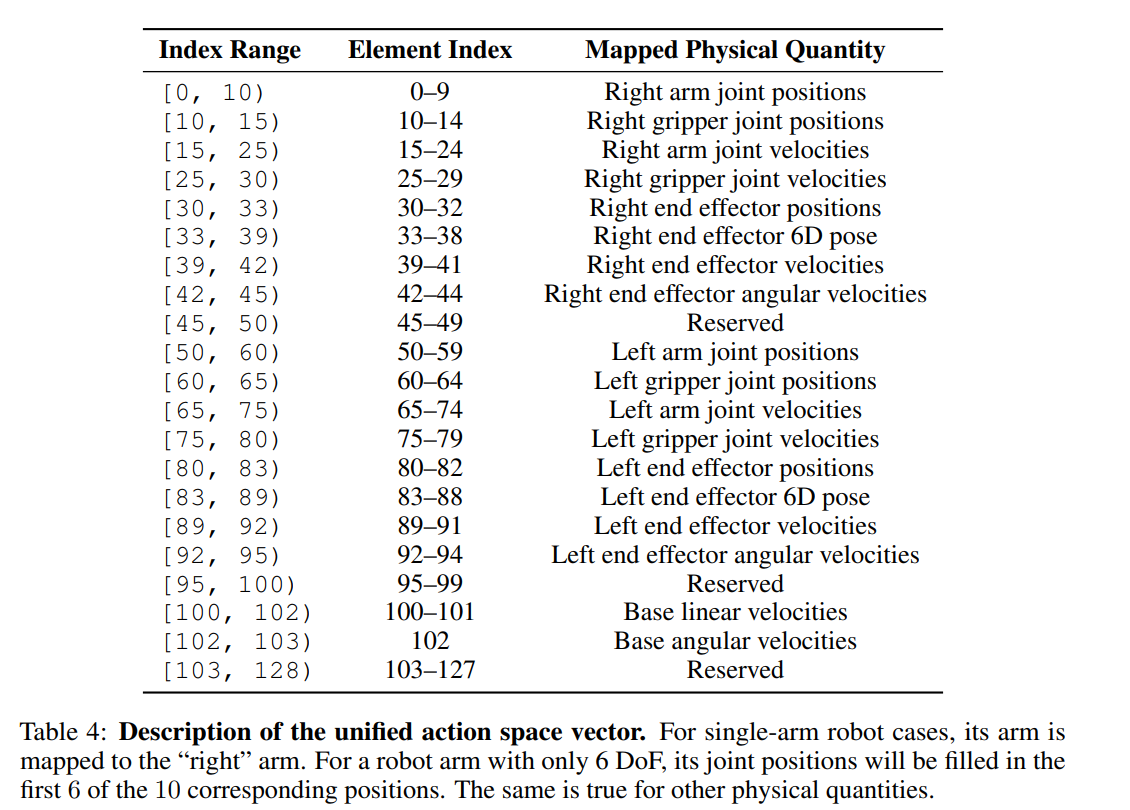 Index Range Element Index Mapped Physical Quantity
[0, 10) 0–9 Right arm joint positions
[10, 15) 10–14 Right gripper joint positions
[15, 25) 15–24 Right arm joint velocities
[25, 30) 25–29 Right gripper joint velocities
[30, 33) 30–32 Right end effector positions
[33, 39) 33–38 Right end effector 6D pose
[39, 42) 39–41 Right end effector velocities
[42, 45) 42–44 Right end effector angular velocities
[45, 50) 45–49 Reserved
[50, 60) 50–59 Left arm joint positions
[60, 65) 60–64 Left gripper joint positions
[65, 75) 65–74 Left arm joint velocities
[75, 80) 75–79 Left gripper joint velocities
[80, 83) 80–82 Left end effector positions
[83, 89) 83–88 Left end effector 6D pose
[89, 92) 89–91 Left end effector velocities
[92, 95) 92–94 Left end effector angular velocities
[95, 100) 95–99 Reserved
[100, 102) 100–101 Base linear velocities
[102, 103) 102 Base angular velocities
[103, 128) 103–127 Reserved
Table 4: Description of the unified action space vector. For single-arm robot cases, its arm is
mapped to the “right” arm. For a robot arm with only 6 DoF, its joint positions will be filled in the
first 6 of the 10 corresponding positions. The same is true for other physical quantities.